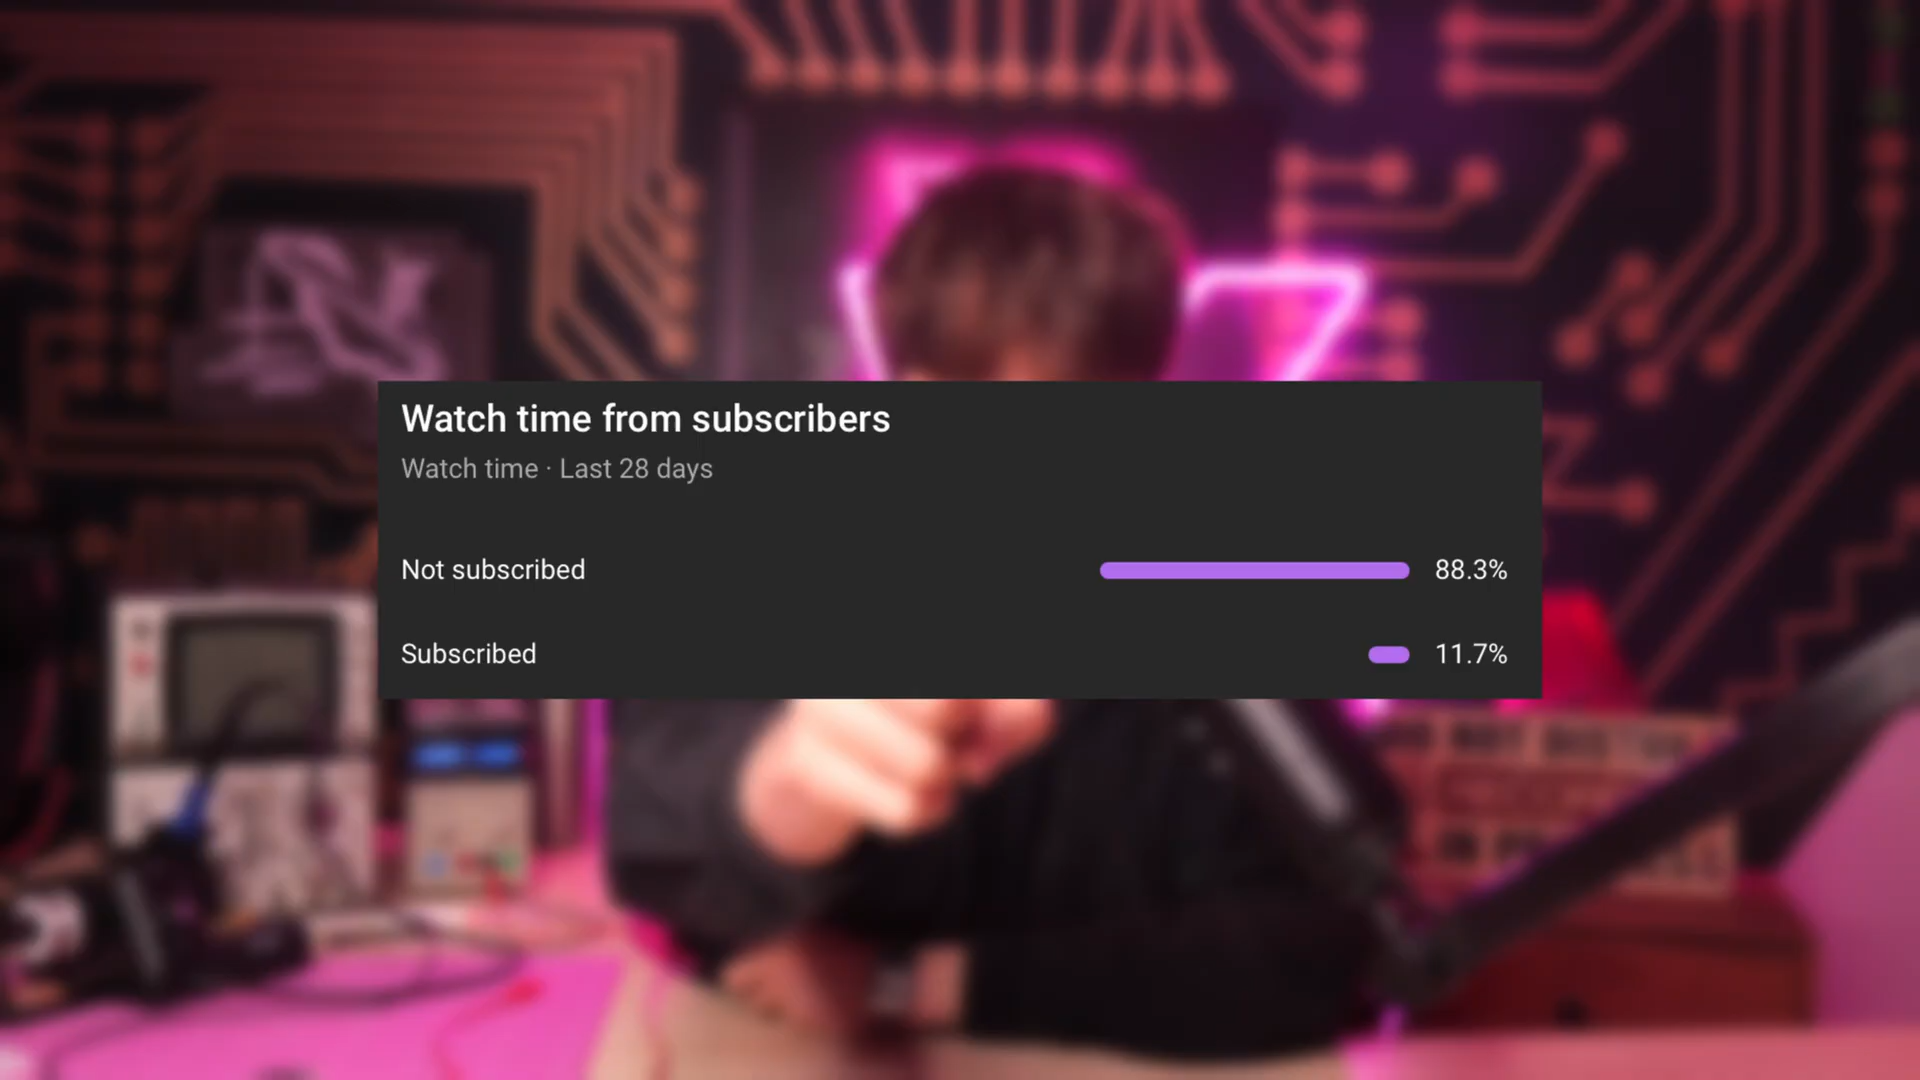 Watch time from subscribers
Watch time · Last 28 days
Not subscribed 88.3%
Subscribed 11.7%